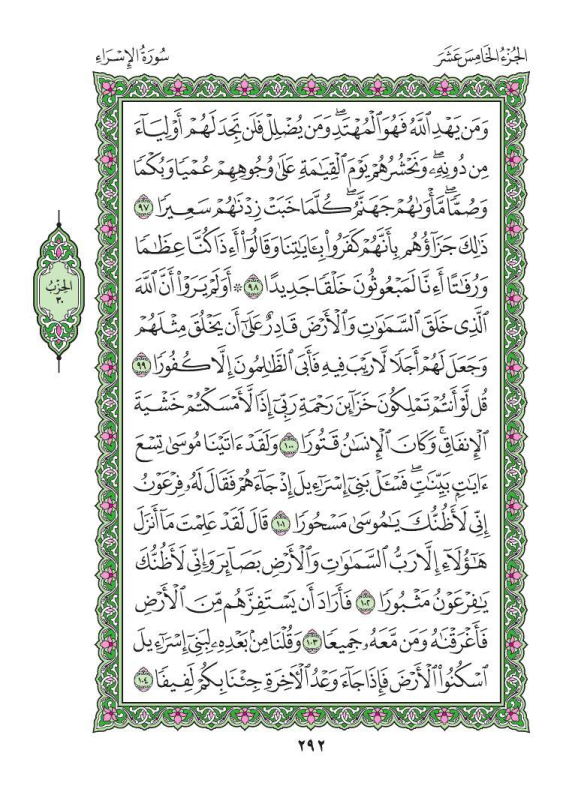 الجُزْءُ الخَامِسَ عَشَرَ
سُورَةُ الإِسْرَاءِ
وَمَن يَهْدِ ٱللَّهُ فَهُوَ ٱلْمُهْتَدِۖ وَمَن يُضْلِلْ فَلَن تَجِدَ لَهُمْ أَوْلِيَآءَ
مِن دُونِهِۦۖ وَنَحْشُرُهُمْ يَوْمَ ٱلْقِيَٰمَةِ عَلَىٰ وُجُوهِهِمْ عُمْيًا وَبُكْمًا
وَصُمًّاۖ مَّأْوَىٰهُمْ جَهَنَّمُۖ كُلَّمَا خَبَتْ زِدْنَٰهُمْ سَعِيرًا ٩٧
ذَٰلِكَ جَزَآؤُهُم بِأَنَّهُمْ كَفَرُوا۟ بِـَٔايَٰتِنَا وَقَالُوٓا۟ أَءِذَا كُنَّا عِظَٰمًا
وَرُفَٰتًا أَءِنَّا لَمَبْعُوثُونَ خَلْقًا جَدِيدًا ٩٨ ۞ أَوَلَمْ يَرَوْا۟ أَنَّ ٱللَّهَ
ٱلَّذِى خَلَقَ ٱلسَّمَٰوَٰتِ وَٱلْأَرْضَ قَادِرٌ عَلَىٰٓ أَن يَخْلُقَ مِثْلَهُمْ
وَجَعَلَ لَهُمْ أَجَلًا لَّا رَيْبَ فِيهِ فَأَبَى ٱلظَّٰلِمُونَ إِلَّا كُفُورًا ٩٩
قُل لَّوْ أَنتُمْ تَمْلِكُونَ خَزَآئِنَ رَحْمَةِ رَبِّىٓ إِذًا لَّأَمْسَكْتُمْ خَشْيَةَ
ٱلْإِنفَاقِۚ وَكَانَ ٱلْإِنسَٰنُ قَتُورًا ١٠٠ وَلَقَدْ ءَاتَيْنَا مُوسَىٰ تِسْعَ
ءَايَٰتٍۭ بَيِّنَٰتٍۖ فَسْـَٔلْ بَنِىٓ إِسْرَٰٓءِيلَ إِذْ جَآءَهُمْ فَقَالَ لَهُۥ فِرْعَوْنُ
إِنِّى لَأَظُنُّكَ يَٰمُوسَىٰ مَسْحُورًا ١٠١ قَالَ لَقَدْ عَلِمْتَ مَآ أَنزَلَ
هَٰٓؤُلَآءِ إِلَّا رَبُّ ٱلسَّمَٰوَٰتِ وَٱلْأَرْضِ بَصَآئِرَ وَإِنِّى لَأَظُنُّكَ
يَٰفِرْعَوْنُ مَثْبُورًا ١٠٢ فَأَرَادَ أَن يَسْتَفِزَّهُم مِّنَ ٱلْأَرْضِ
فَأَغْرَقْنَٰهُ وَمَن مَّعَهُۥ جَمِيعًا ١٠٣ وَقُلْنَا مِنۢ بَعْدِهِۦ لِبَنِىٓ إِسْرَٰٓءِيلَ
ٱسْكُنُوا۟ ٱلْأَرْضَ فَإِذَا جَآءَ وَعْدُ ٱلْءَاخِرَةِ جِئْنَا بِكُمْ لَفِيفًا ١٠٤
الحِزْبُ
٣٠
٢٩٢